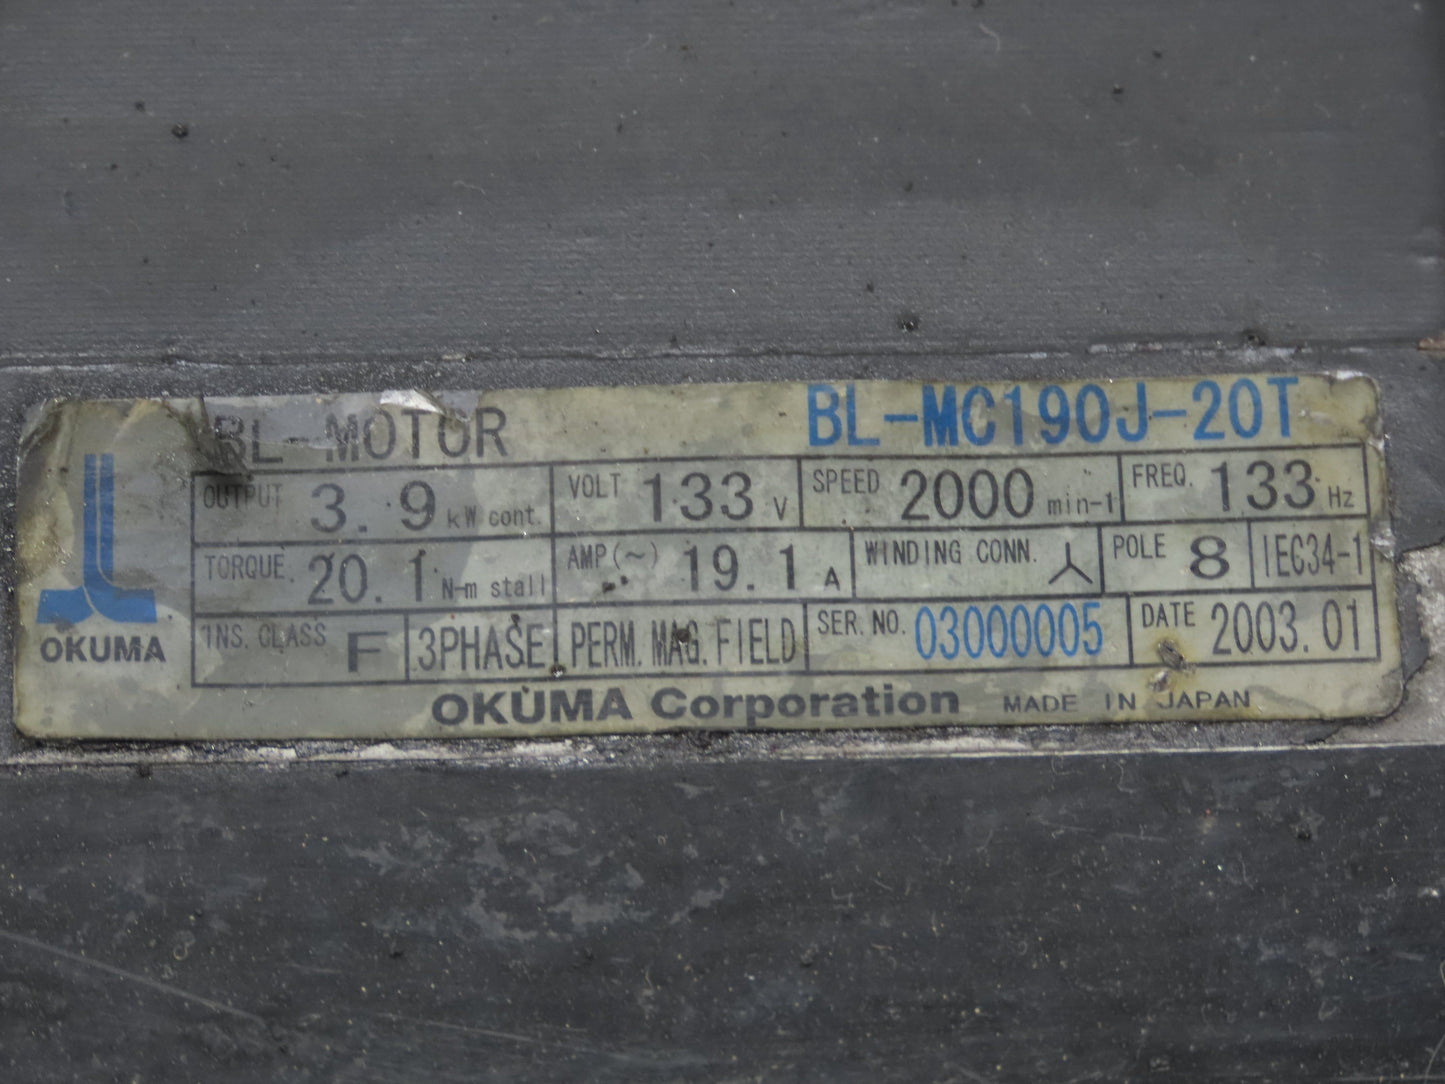 BL-MOTOR BL-MC190J-20T
OUTPUT 3.9 kW cont. VOLT 133 V SPEED 2000 min-1 FREQ. 133 Hz
TORQUE. 20.1 N-m stall AMP(~) 19.1 A WINDING CONN. POLE 8 IEC34-1
INS. CLASS F 3PHASE PERM. MAG. FIELD SER. NO. 03000005 DATE 2003.01
OKUMA
OKUMA Corporation MADE IN JAPAN